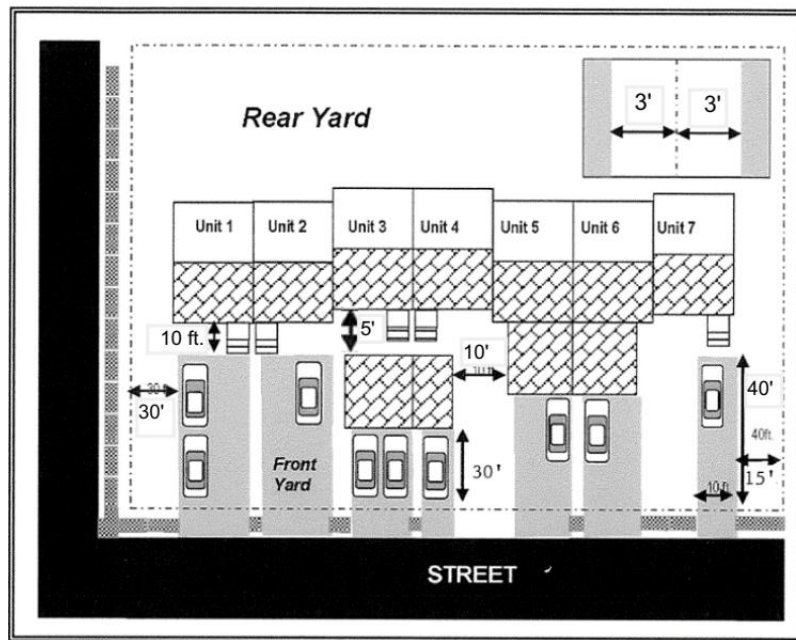 3' 3'
Rear Yard
Unit 1 Unit 2 Unit 3 Unit 4 Unit 5 Unit 6 Unit 7
10 ft. 5'
10'
30' 40'
40ft.
Front
Yard
30' 15'
10 ft
STREET